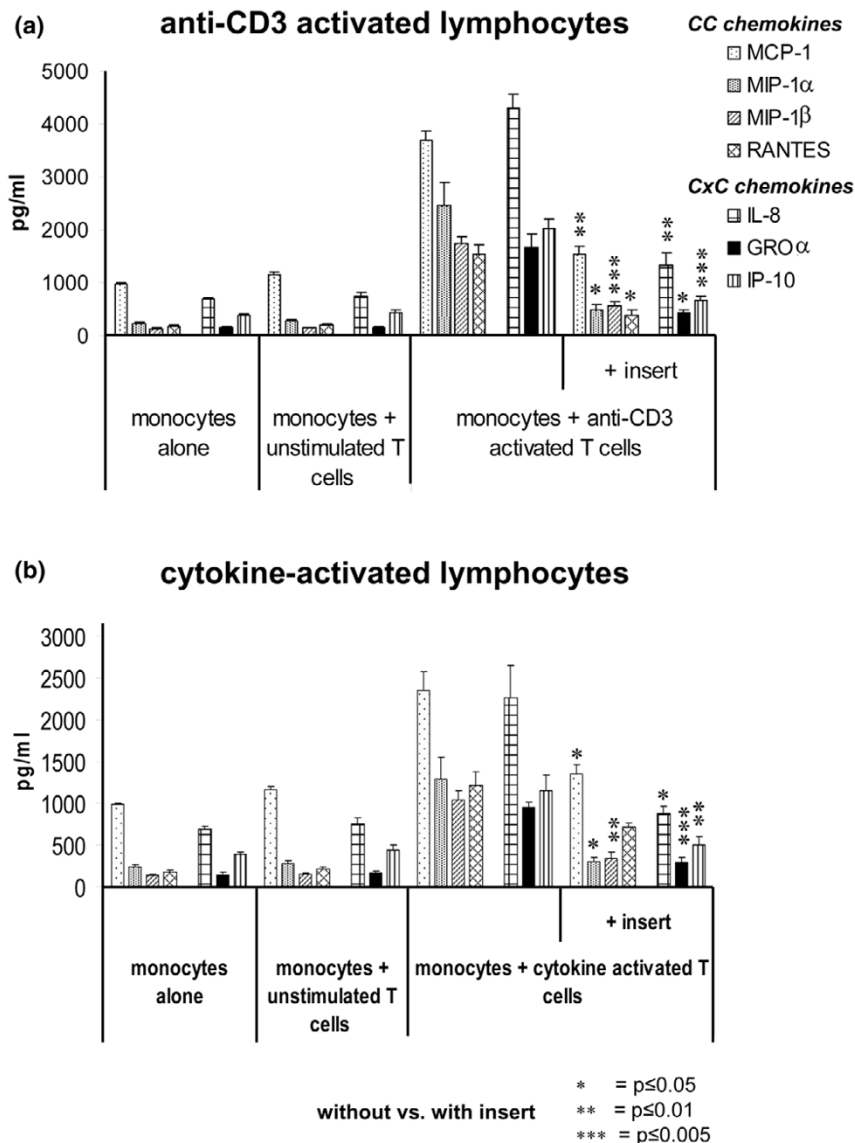 (a) anti-CD3 activated lymphocytes
CC chemokines
MCP-1
MIP-1α
MIP-1β
RANTES
CxC chemokines
IL-8
GRO α
IP-10
pg/ml
5000
4000
3000
2000
1000
0
** * *** * ** * ***
+ insert
monocytes alone
monocytes + unstimulated T cells
monocytes + anti-CD3 activated T cells
(b) cytokine-activated lymphocytes
pg/ml
3000
2500
2000
1500
1000
500
0
* * ** * *** **
+ insert
monocytes alone
monocytes + unstimulated T cells
monocytes + cytokine activated T cells
without vs. with insert
* = p≤0.05
** = p≤0.01
*** = p≤0.005